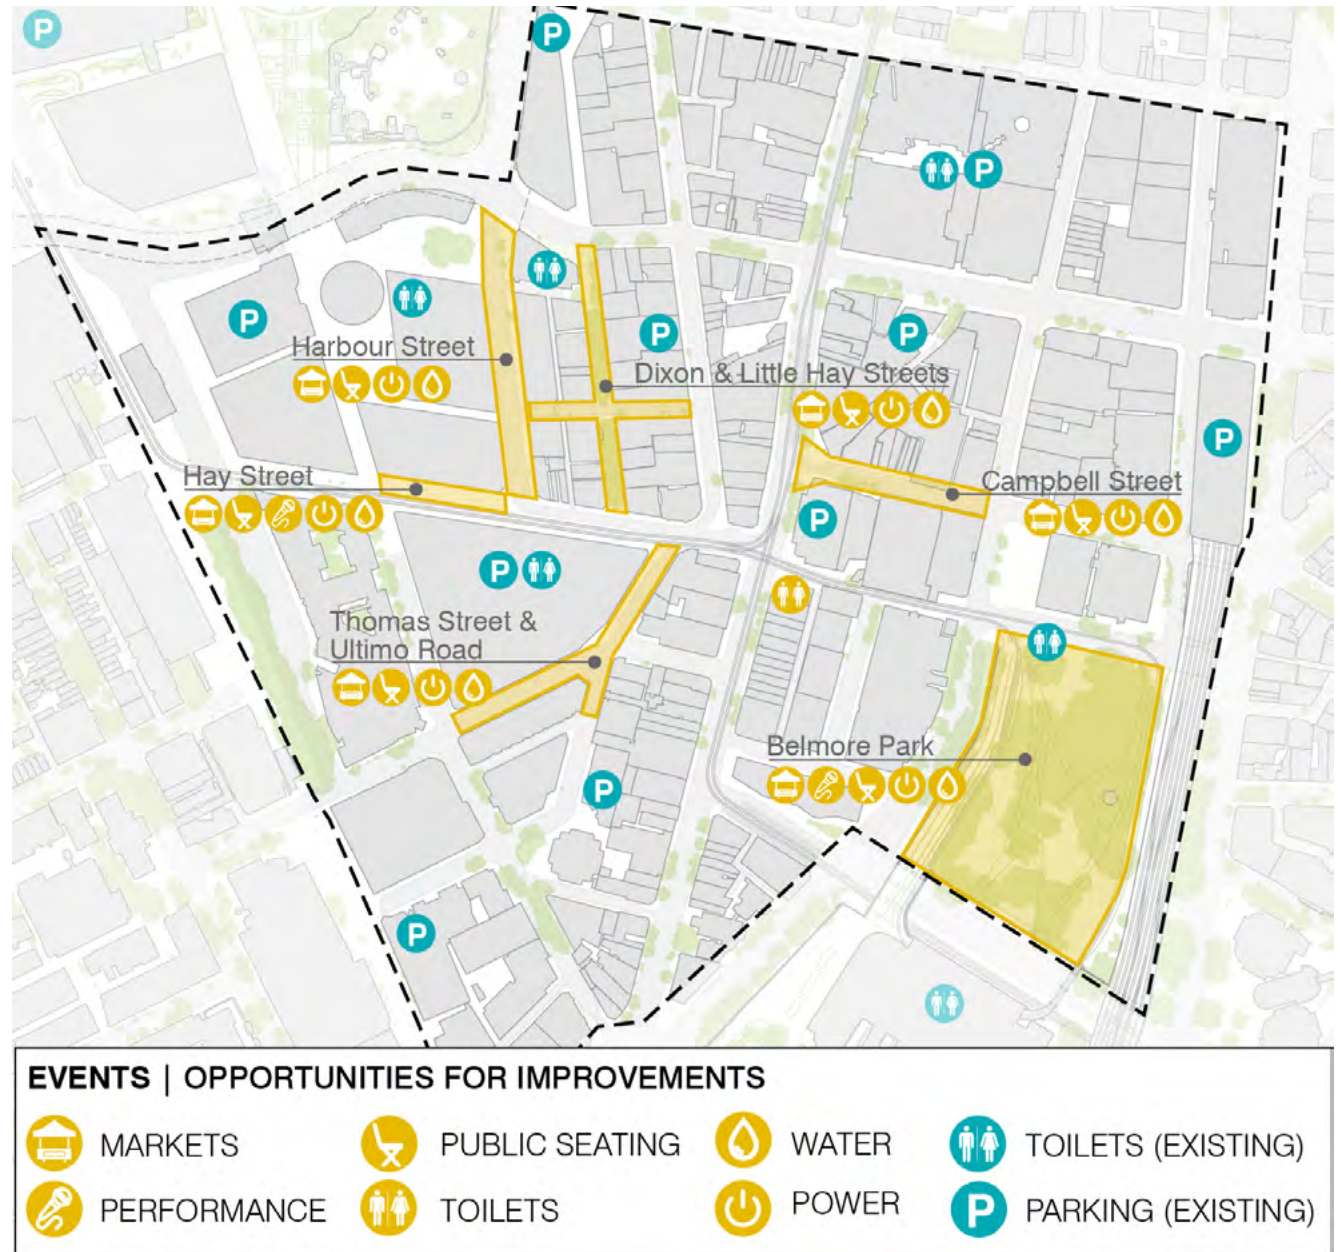 P
P
P
P
Harbour Street
P
P
Dixon & Little Hay Streets
P
Hay Street
Campbell Street
P
P
Thomas Street &
Ultimo Road
Belmore Park
P
P
EVENTS | OPPORTUNITIES FOR IMPROVEMENTS
MARKETS
PUBLIC SEATING
WATER
TOILETS (EXISTING)
PERFORMANCE
TOILETS
POWER
P PARKING (EXISTING)